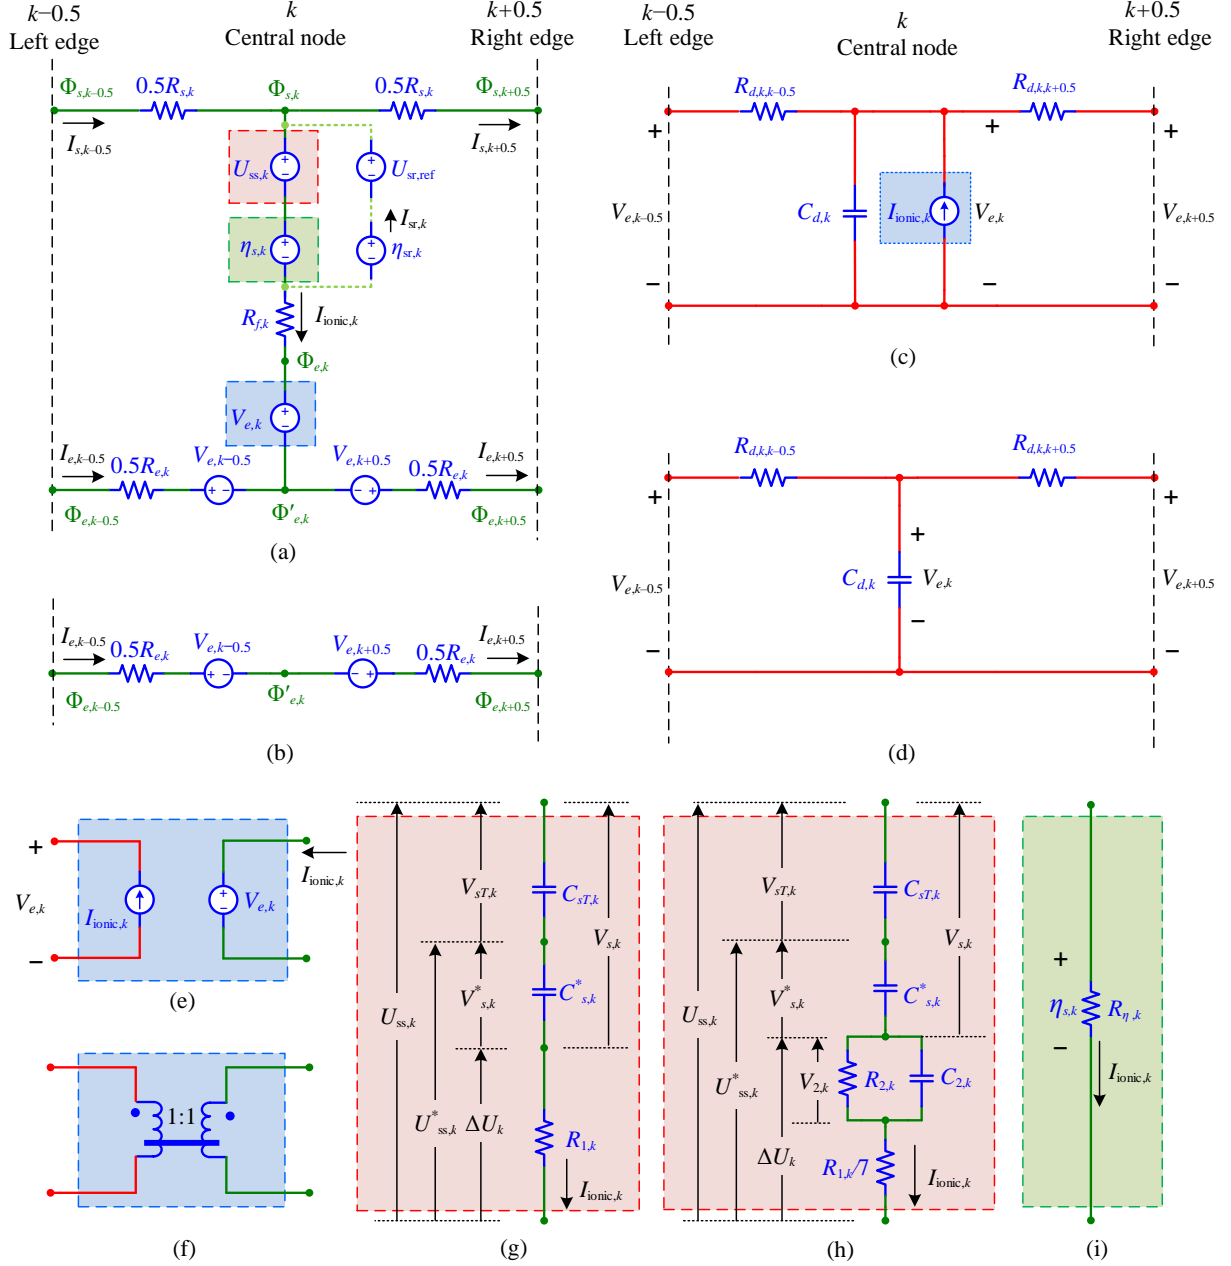 k−0.5
Left edge
k
Central node
k+0.5
Right edge
Φs,k−0.5
0.5Rs,k
Φs,k
0.5Rs,k
Φs,k+0.5
Is,k−0.5
Is,k+0.5
+
−
Uss,k
+
−
Usr,ref
Isr,k
+
−
ηs,k
+
−
ηsr,k
Rf,k
Iionic,k
Φe,k
+
−
Ve,k
Ie,k−0.5
0.5Re,k
Ve,k−0.5
Ve,k+0.5
0.5Re,k
Ie,k+0.5
+ −
− +
Φe,k−0.5
Φ'e,k
Φe,k+0.5
(a)
Ie,k−0.5
0.5Re,k
Ve,k−0.5
Ve,k+0.5
0.5Re,k
Ie,k+0.5
+ −
− +
Φe,k−0.5
Φ'e,k
Φe,k+0.5
(b)
k−0.5
Left edge
k
Central node
k+0.5
Right edge
Rd,k,k−0.5
Rd,k,k+0.5
+
+
+
Ve,k−0.5
Cd,k
Iionic,k
Ve,k
Ve,k+0.5
−
−
−
(c)
Rd,k,k−0.5
Rd,k,k+0.5
+
+
+
Ve,k−0.5
Cd,k
Ve,k
Ve,k+0.5
−
−
−
(d)
+
Ve,k
−
Iionic,k
+
−
Ve,k
Iionic,k
(e)
1:1
(f)
VsT,k
CsT,k
Vs,k
V*s,k
C*s,k
Uss,k
U*ss,k
ΔUk
R1,k
Iionic,k
(g)
VsT,k
CsT,k
Vs,k
V*s,k
C*s,k
Uss,k
U*ss,k
V2,k
R2,k
C2,k
ΔUk
R1,k/7
Iionic,k
(h)
+
ηs,k
Rη,k
−
Iionic,k
(i)